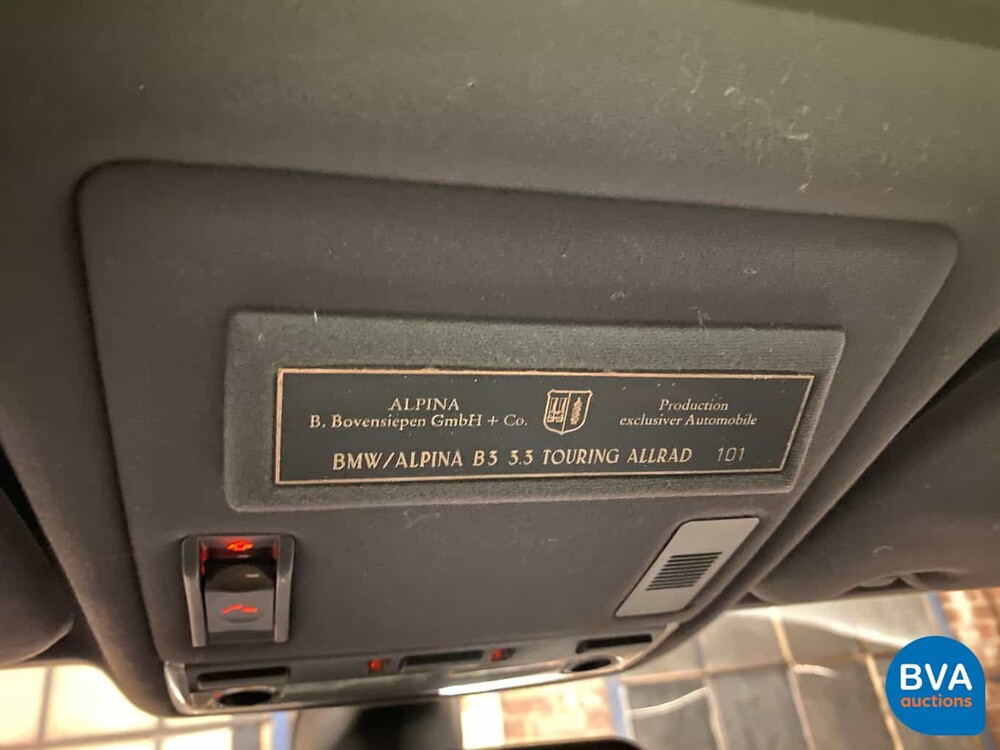 ALPINA
B. Bovensiepen GmbH + Co.
Production
exclusiver Automobile
BMW/ALPINA B3 3.3 TOURING ALLRAD 101
BVA
auctions